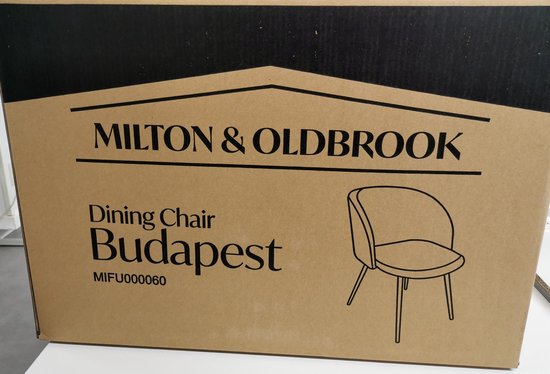 MILTON & OLDBROOK
Dining Chair
Budapest
MIFU000060